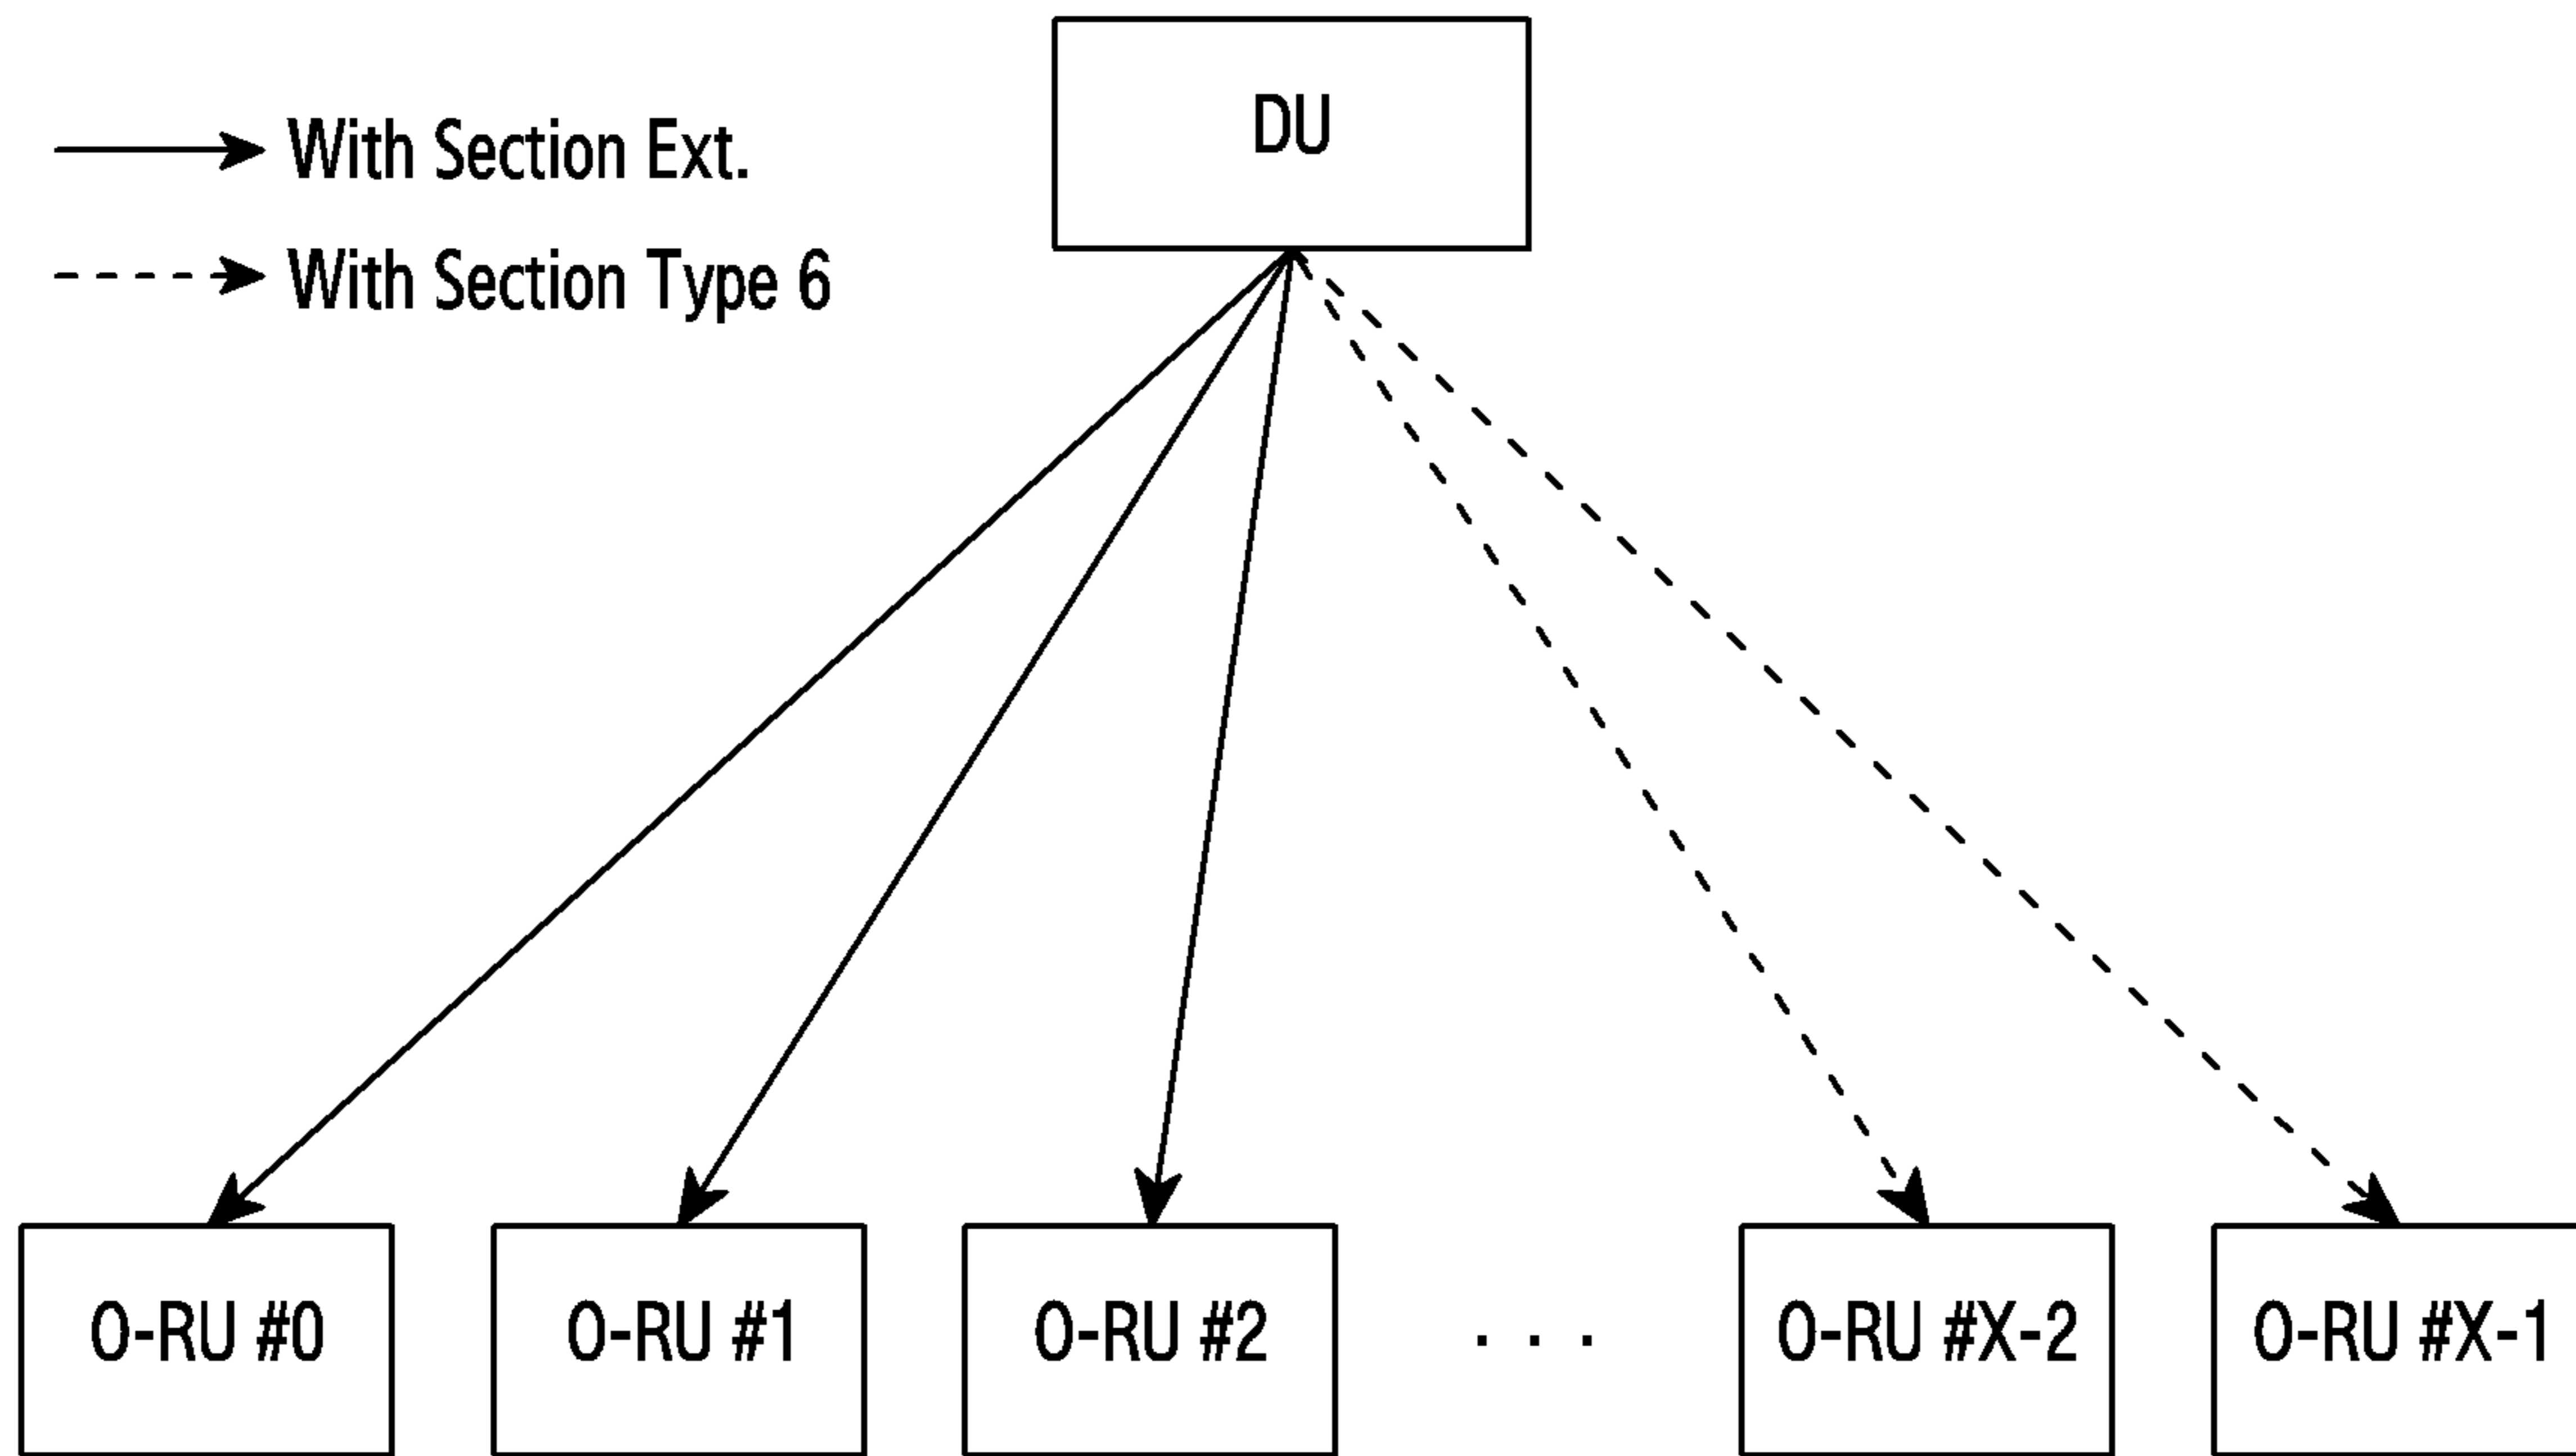 DU
With Section Ext.
With Section Type 6
O-RU #0
O-RU #1
O-RU #2
. . .
O-RU #X-2
O-RU #X-1